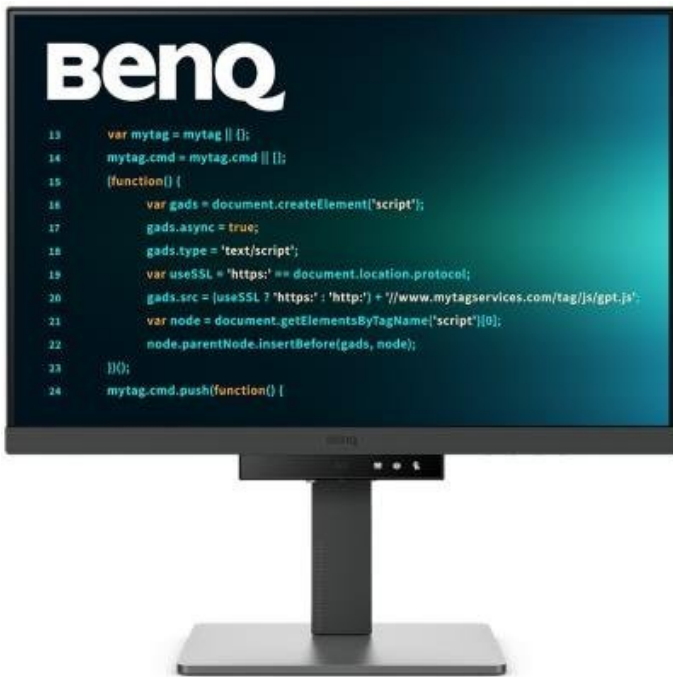 BenQ
13 var mytag = mytag || {};
14 mytag.cmd = mytag.cmd || [];
15 (function() {
16 var gads = document.createElement('script');
17 gads.async = true;
18 gads.type = 'text/script';
19 var useSSL = 'https:' == document.location.protocol;
20 gads.src = (useSSL ? 'https:' : 'http:') + '//www.mytagservices.com/tag/js/gpt.js';
21 var node = document.getElementsByTagName('script')[0];
22 node.parentNode.insertBefore(gads, node);
23 })();
24 mytag.cmd.push(function() {
BenQ